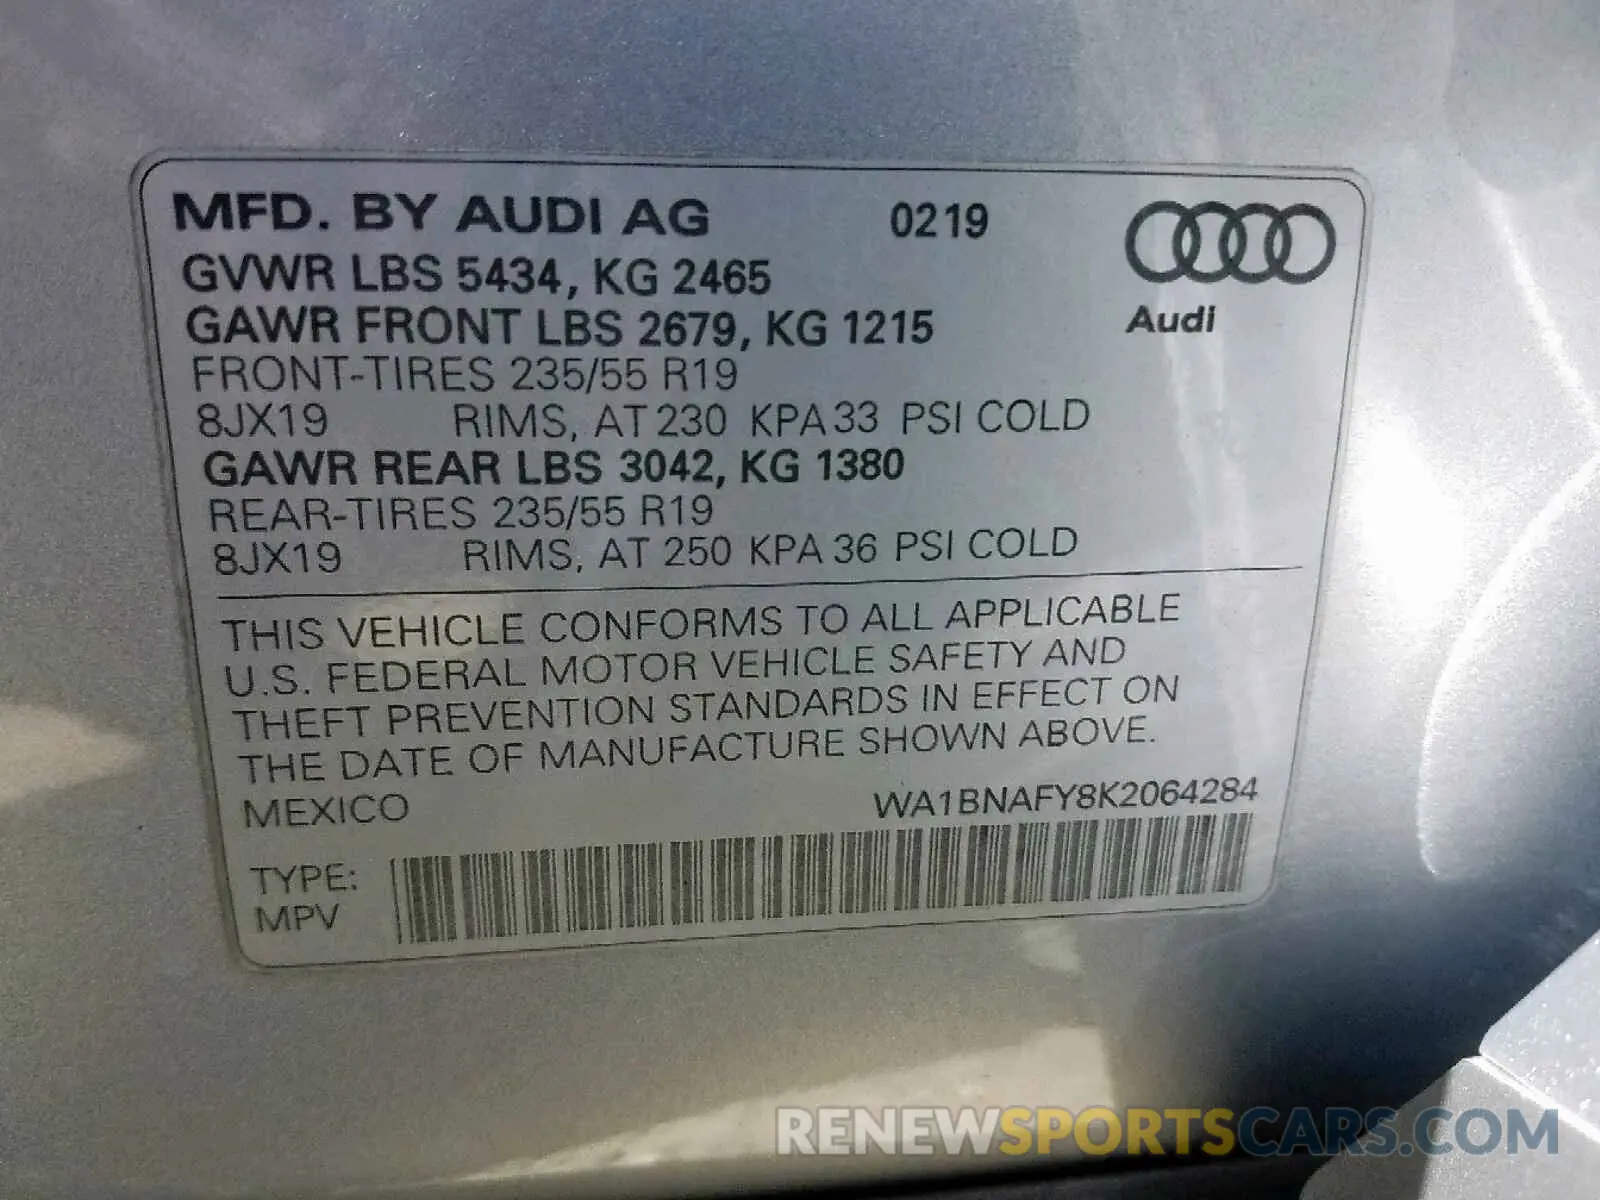 MFD. BY AUDI AG 0219
GVWR LBS 5434, KG 2465
GAWR FRONT LBS 2679, KG 1215
Audi
FRONT-TIRES 235/55 R19
8JX19 RIMS, AT 230 KPA 33 PSI COLD
GAWR REAR LBS 3042, KG 1380
REAR-TIRES 235/55 R19
8JX19 RIMS, AT 250 KPA 36 PSI COLD
THIS VEHICLE CONFORMS TO ALL APPLICABLE
U.S. FEDERAL MOTOR VEHICLE SAFETY AND
THEFT PREVENTION STANDARDS IN EFFECT ON
THE DATE OF MANUFACTURE SHOWN ABOVE.
MEXICO WA1BNAFY8K2064284
TYPE:
MPV
RENEWSPORTSCARS.COM